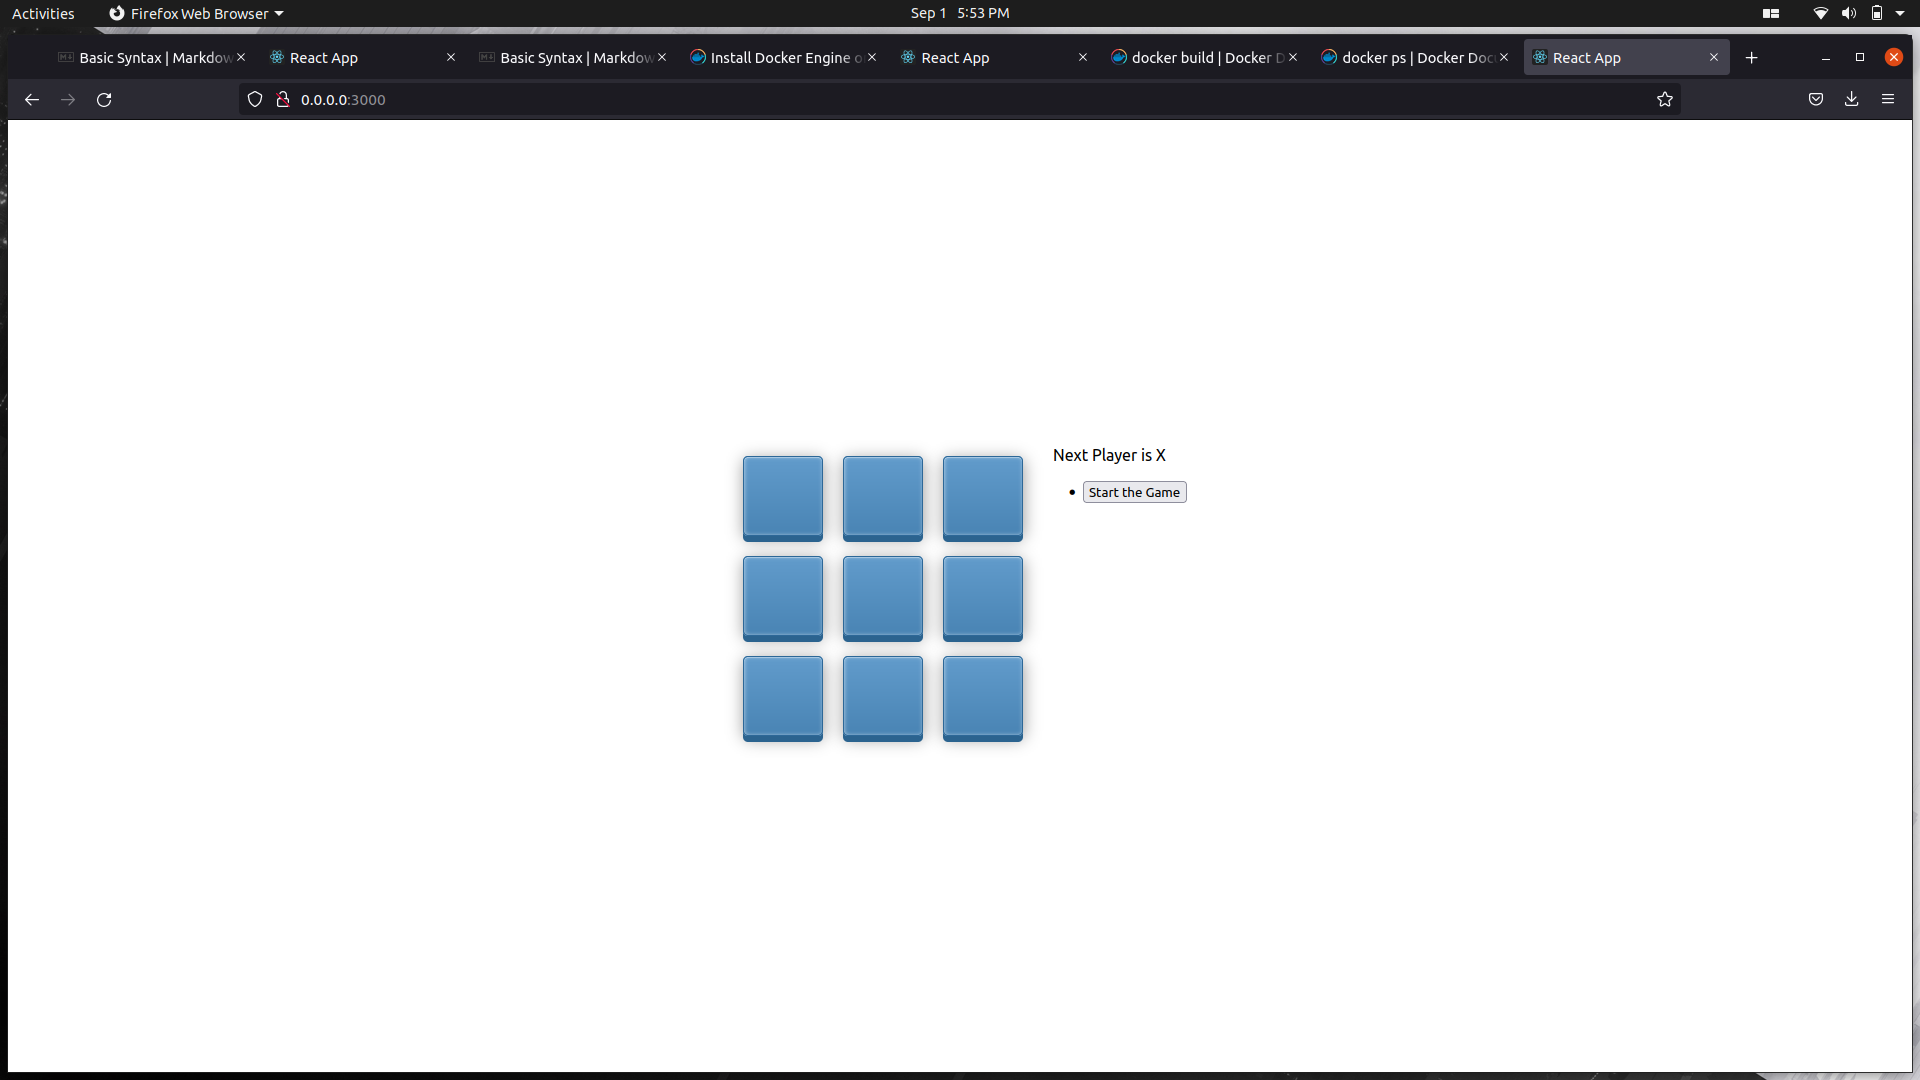 Activities Firefox Web Browser Sep 1 5:53 PM
Basic Syntax | Markdow React App Basic Syntax | Markdow Install Docker Engine o React App docker build | Docker D docker ps | Docker Doc React App
0.0.0.0:3000
Next Player is X
Start the Game